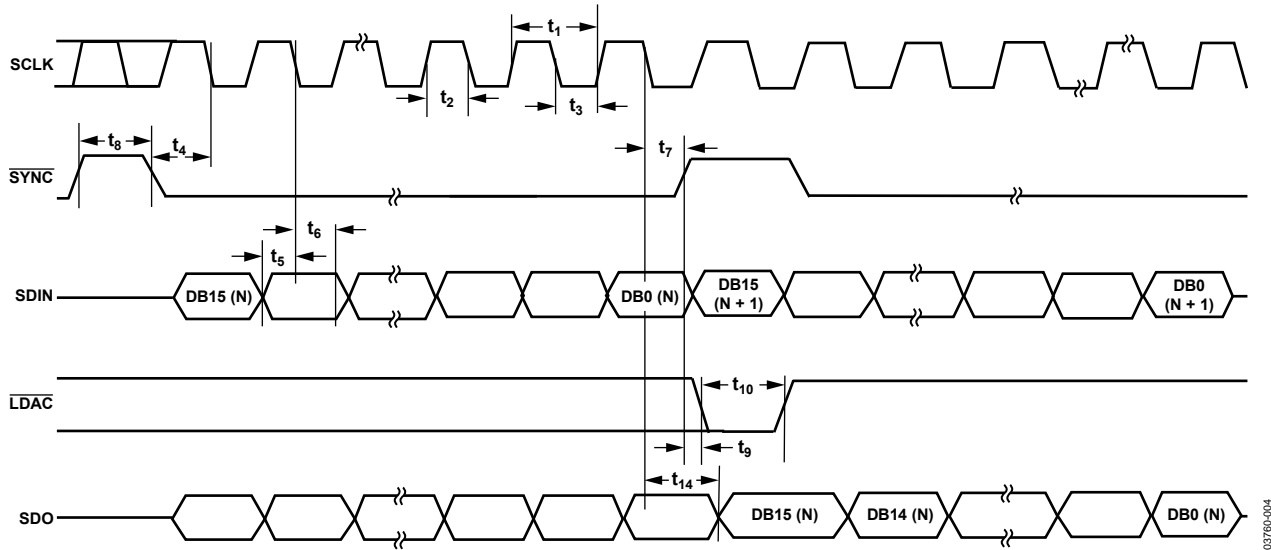 t1
SCLK
t2
t3
t8
t4
t7
SYNC
t6
t5
SDIN
DB15 (N)
DB0 (N)
DB15
(N + 1)
DB0
(N + 1)
t10
LDAC
t9
t14
SDO
DB15 (N)
DB14 (N)
DB0 (N)
03760-004